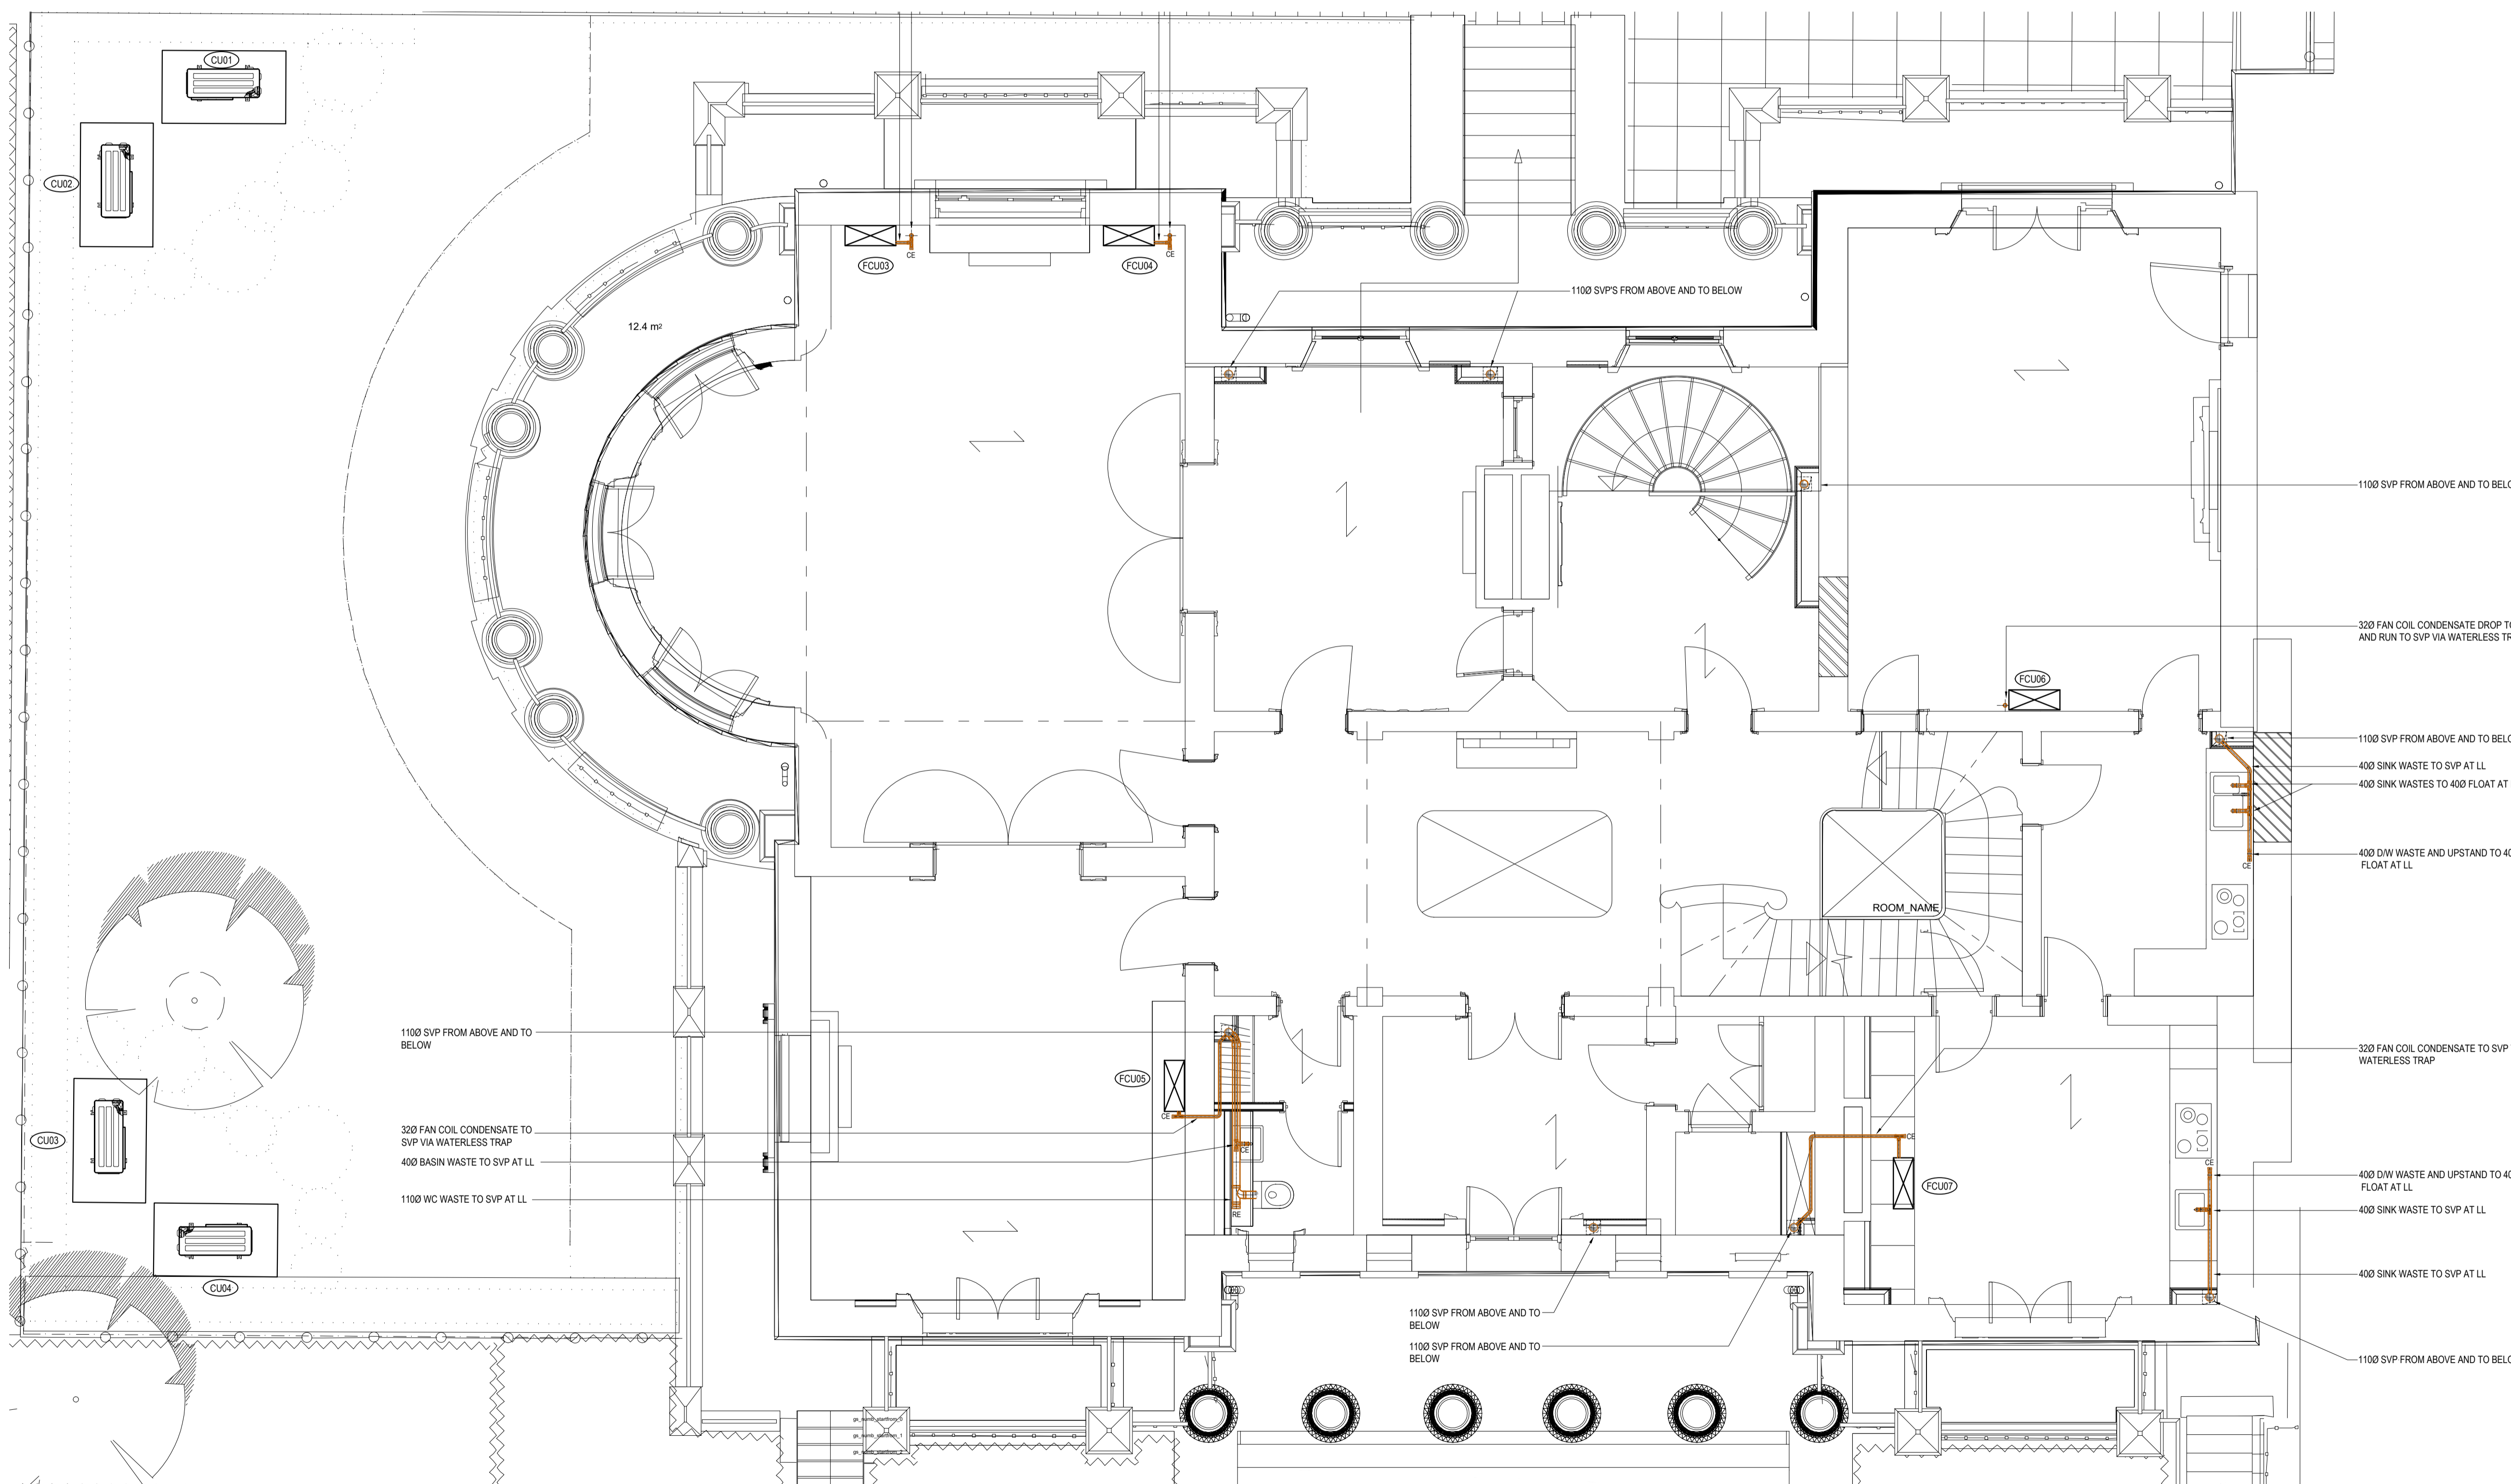 CU01
CU02
FCU03
CE
FCU04
CE
110Ø SVP'S FROM ABOVE AND TO BELOW
12.4 m²
110Ø SVP FROM ABOVE AND TO BELO
32Ø FAN COIL CONDENSATE DROP TO
AND RUN TO SVP VIA WATERLESS TR
FCU06
110Ø SVP FROM ABOVE AND TO BELO
40Ø SINK WASTE TO SVP AT LL
40Ø SINK WASTES TO 40Ø FLOAT AT
40Ø D/W WASTE AND UPSTAND TO 40
FLOAT AT LL
CE
ROOM_NAME
110Ø SVP FROM ABOVE AND TO
BELOW
FCU05
CE
32Ø FAN COIL CONDENSATE TO SVP
WATERLESS TRAP
32Ø FAN COIL CONDENSATE TO
SVP VIA WATERLESS TRAP
CE
40Ø BASIN WASTE TO SVP AT LL
110Ø WC WASTE TO SVP AT LL
RE
CE
FCU07
CE
40Ø D/W WASTE AND UPSTAND TO 40
FLOAT AT LL
40Ø SINK WASTE TO SVP AT LL
40Ø SINK WASTE TO SVP AT LL
CU03
CU04
110Ø SVP FROM ABOVE AND TO
BELOW
110Ø SVP FROM ABOVE AND TO
BELOW
110Ø SVP FROM ABOVE AND TO BELO
gs_numb_startfrom_0
gs_numb_startfrom_1
gs_numb_startfrom_2